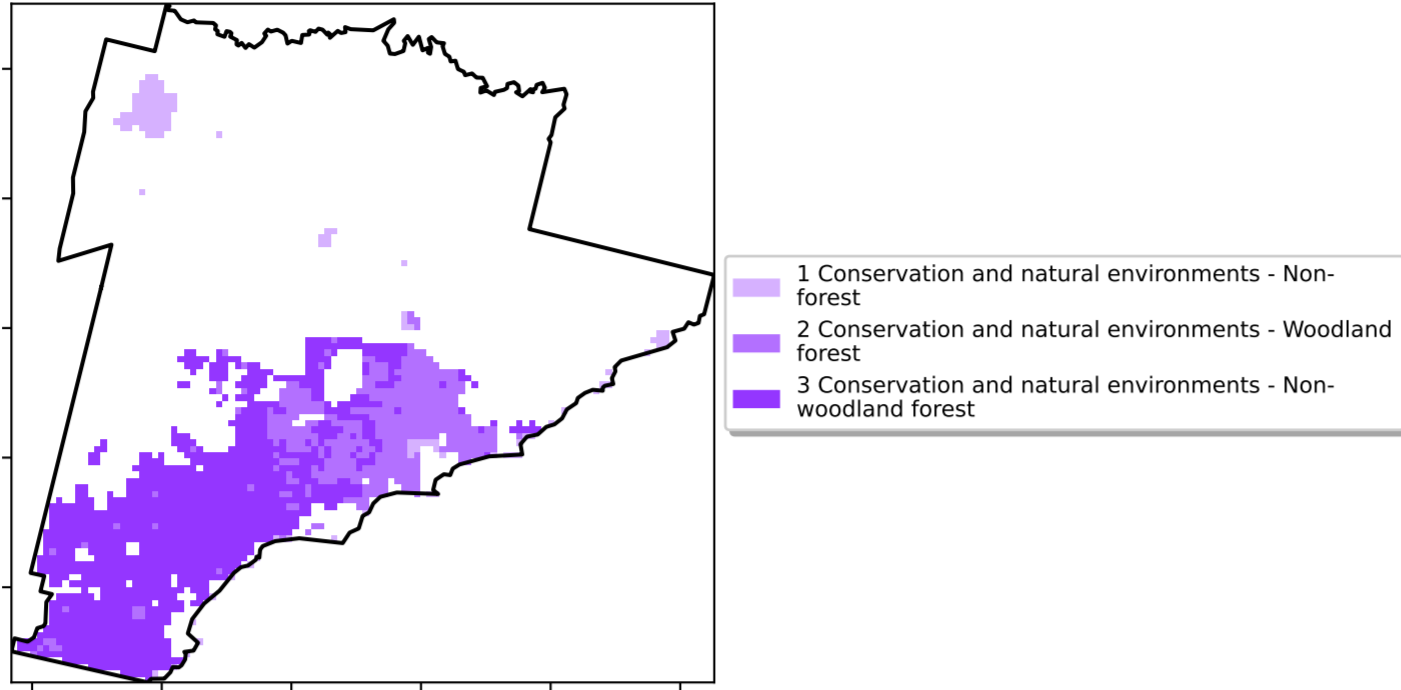 1 Conservation and natural environments - Non-
forest
2 Conservation and natural environments - Woodland
forest
3 Conservation and natural environments - Non-
woodland forest